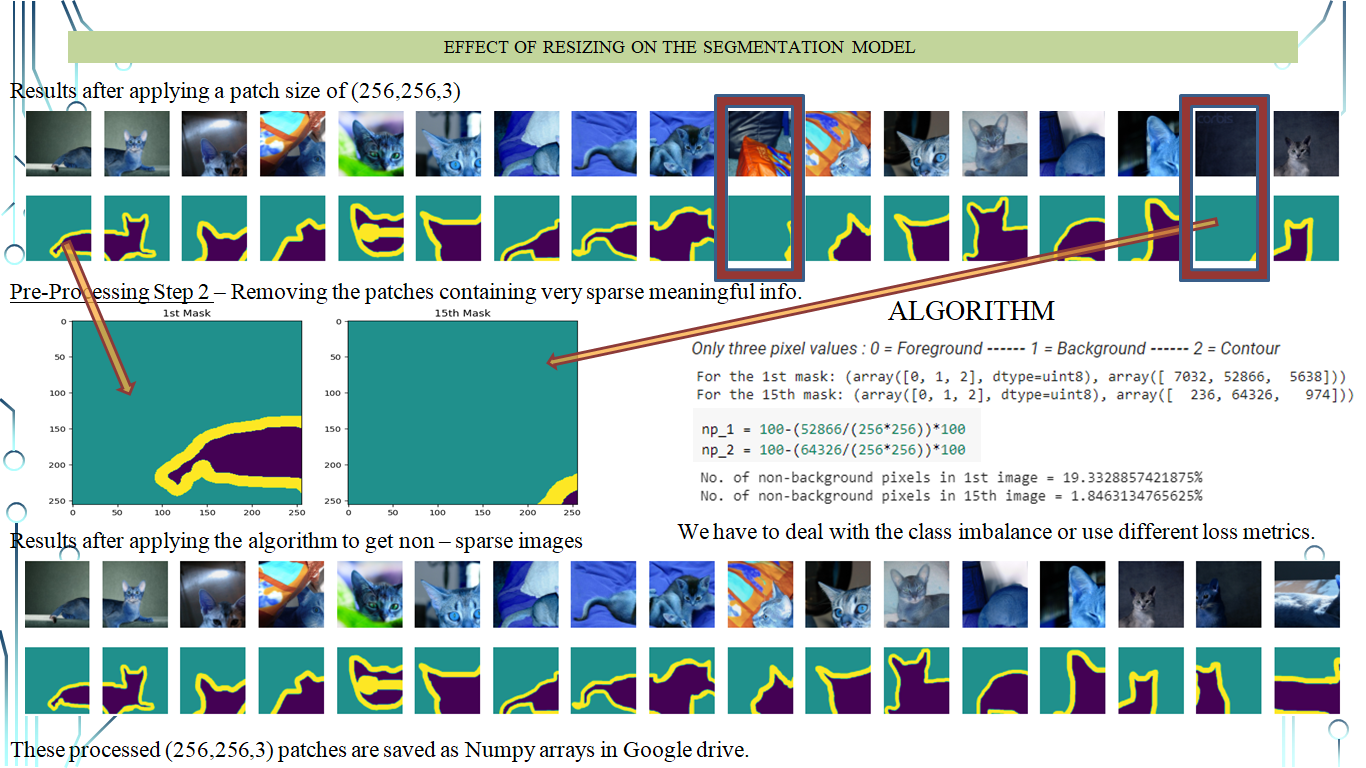 EFFECT OF RESIZING ON THE SEGMENTATION MODEL
Results after applying a patch size of (256,256,3)
corbis
Pre-Processing Step 2 – Removing the patches containing very sparse meaningful info.
1st Mask
0
50
100
150
200
250
0 50 100 150 200 250
15th Mask
0
50
100
150
200
250
0 50 100 150 200 250
ALGORITHM
Only three pixel values : 0 = Foreground ------ 1 = Background ------ 2 = Contour
For the 1st mask: (array([0, 1, 2], dtype=uint8), array([ 7032, 52866,  5638]))
For the 15th mask: (array([0, 1, 2], dtype=uint8), array([  236, 64326,   974]))
np_1 = 100-(52866/(256*256))*100
np_2 = 100-(64326/(256*256))*100
No. of non-background pixels in 1st image = 19.3328857421875%
No. of non-background pixels in 15th image = 1.8463134765625%
We have to deal with the class imbalance or use different loss metrics.
Results after applying the algorithm to get non – sparse images
These processed (256,256,3) patches are saved as Numpy arrays in Google drive.